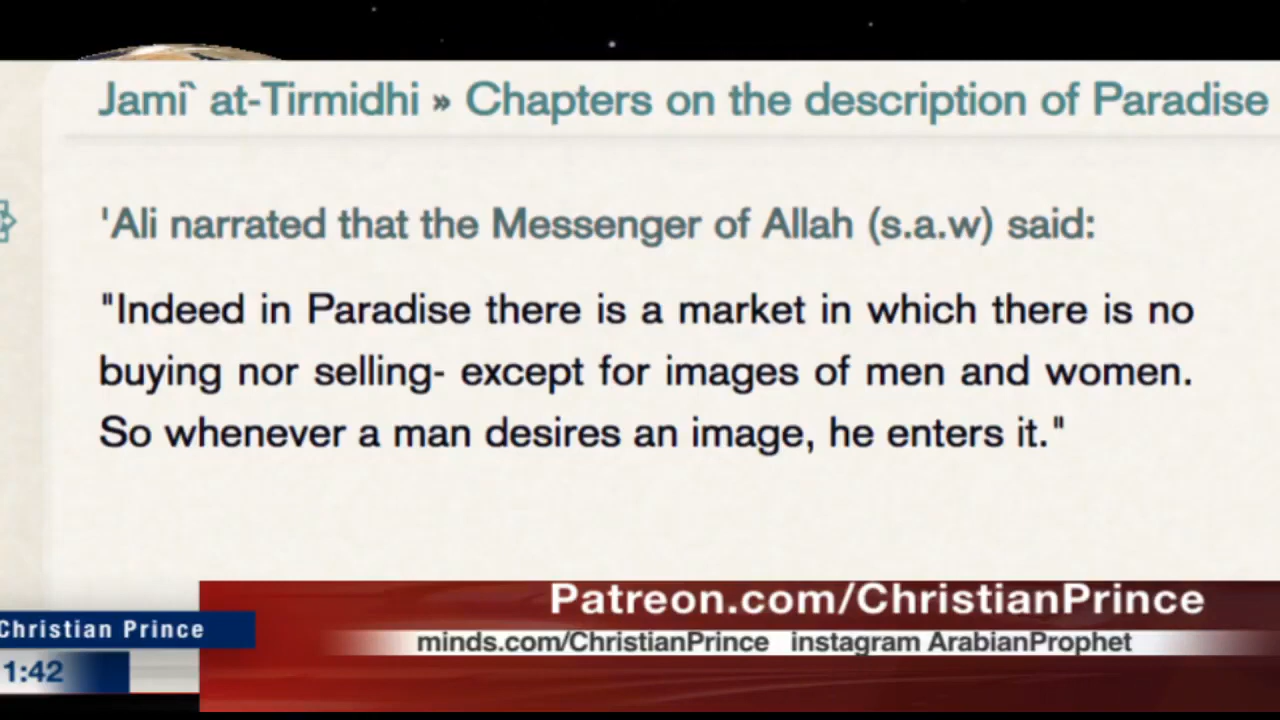 Jami` at-Tirmidhi » Chapters on the description of Paradise
'Ali narrated that the Messenger of Allah (s.a.w) said:
"Indeed in Paradise there is a market in which there is no
buying nor selling- except for images of men and women.
So whenever a man desires an image, he enters it."
Patreon.com/ChristianPrince
Christian Prince
minds.com/ChristianPrince instagram ArabianProphet
1:42